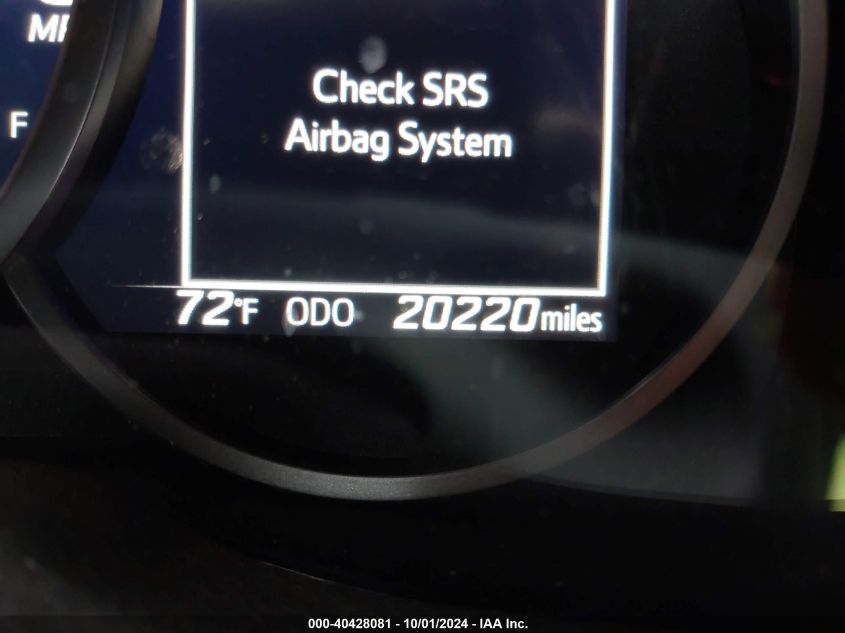 F
Check SRS
Airbag System
72°F ODO 20220 miles
000-40428081 - 10/01/2024 - IAA Inc.